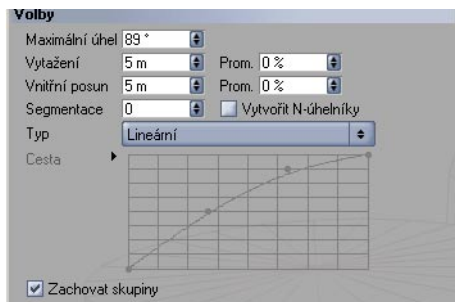 Volby
Maximální úhel 89 °
Vytažení 5 m Prom. 0 %
Vnitřní posun 5 m Prom. 0 %
Segmentace 0 Vytvořit N-úhelníky
Typ Lineární
Cesta
Zachovat skupiny